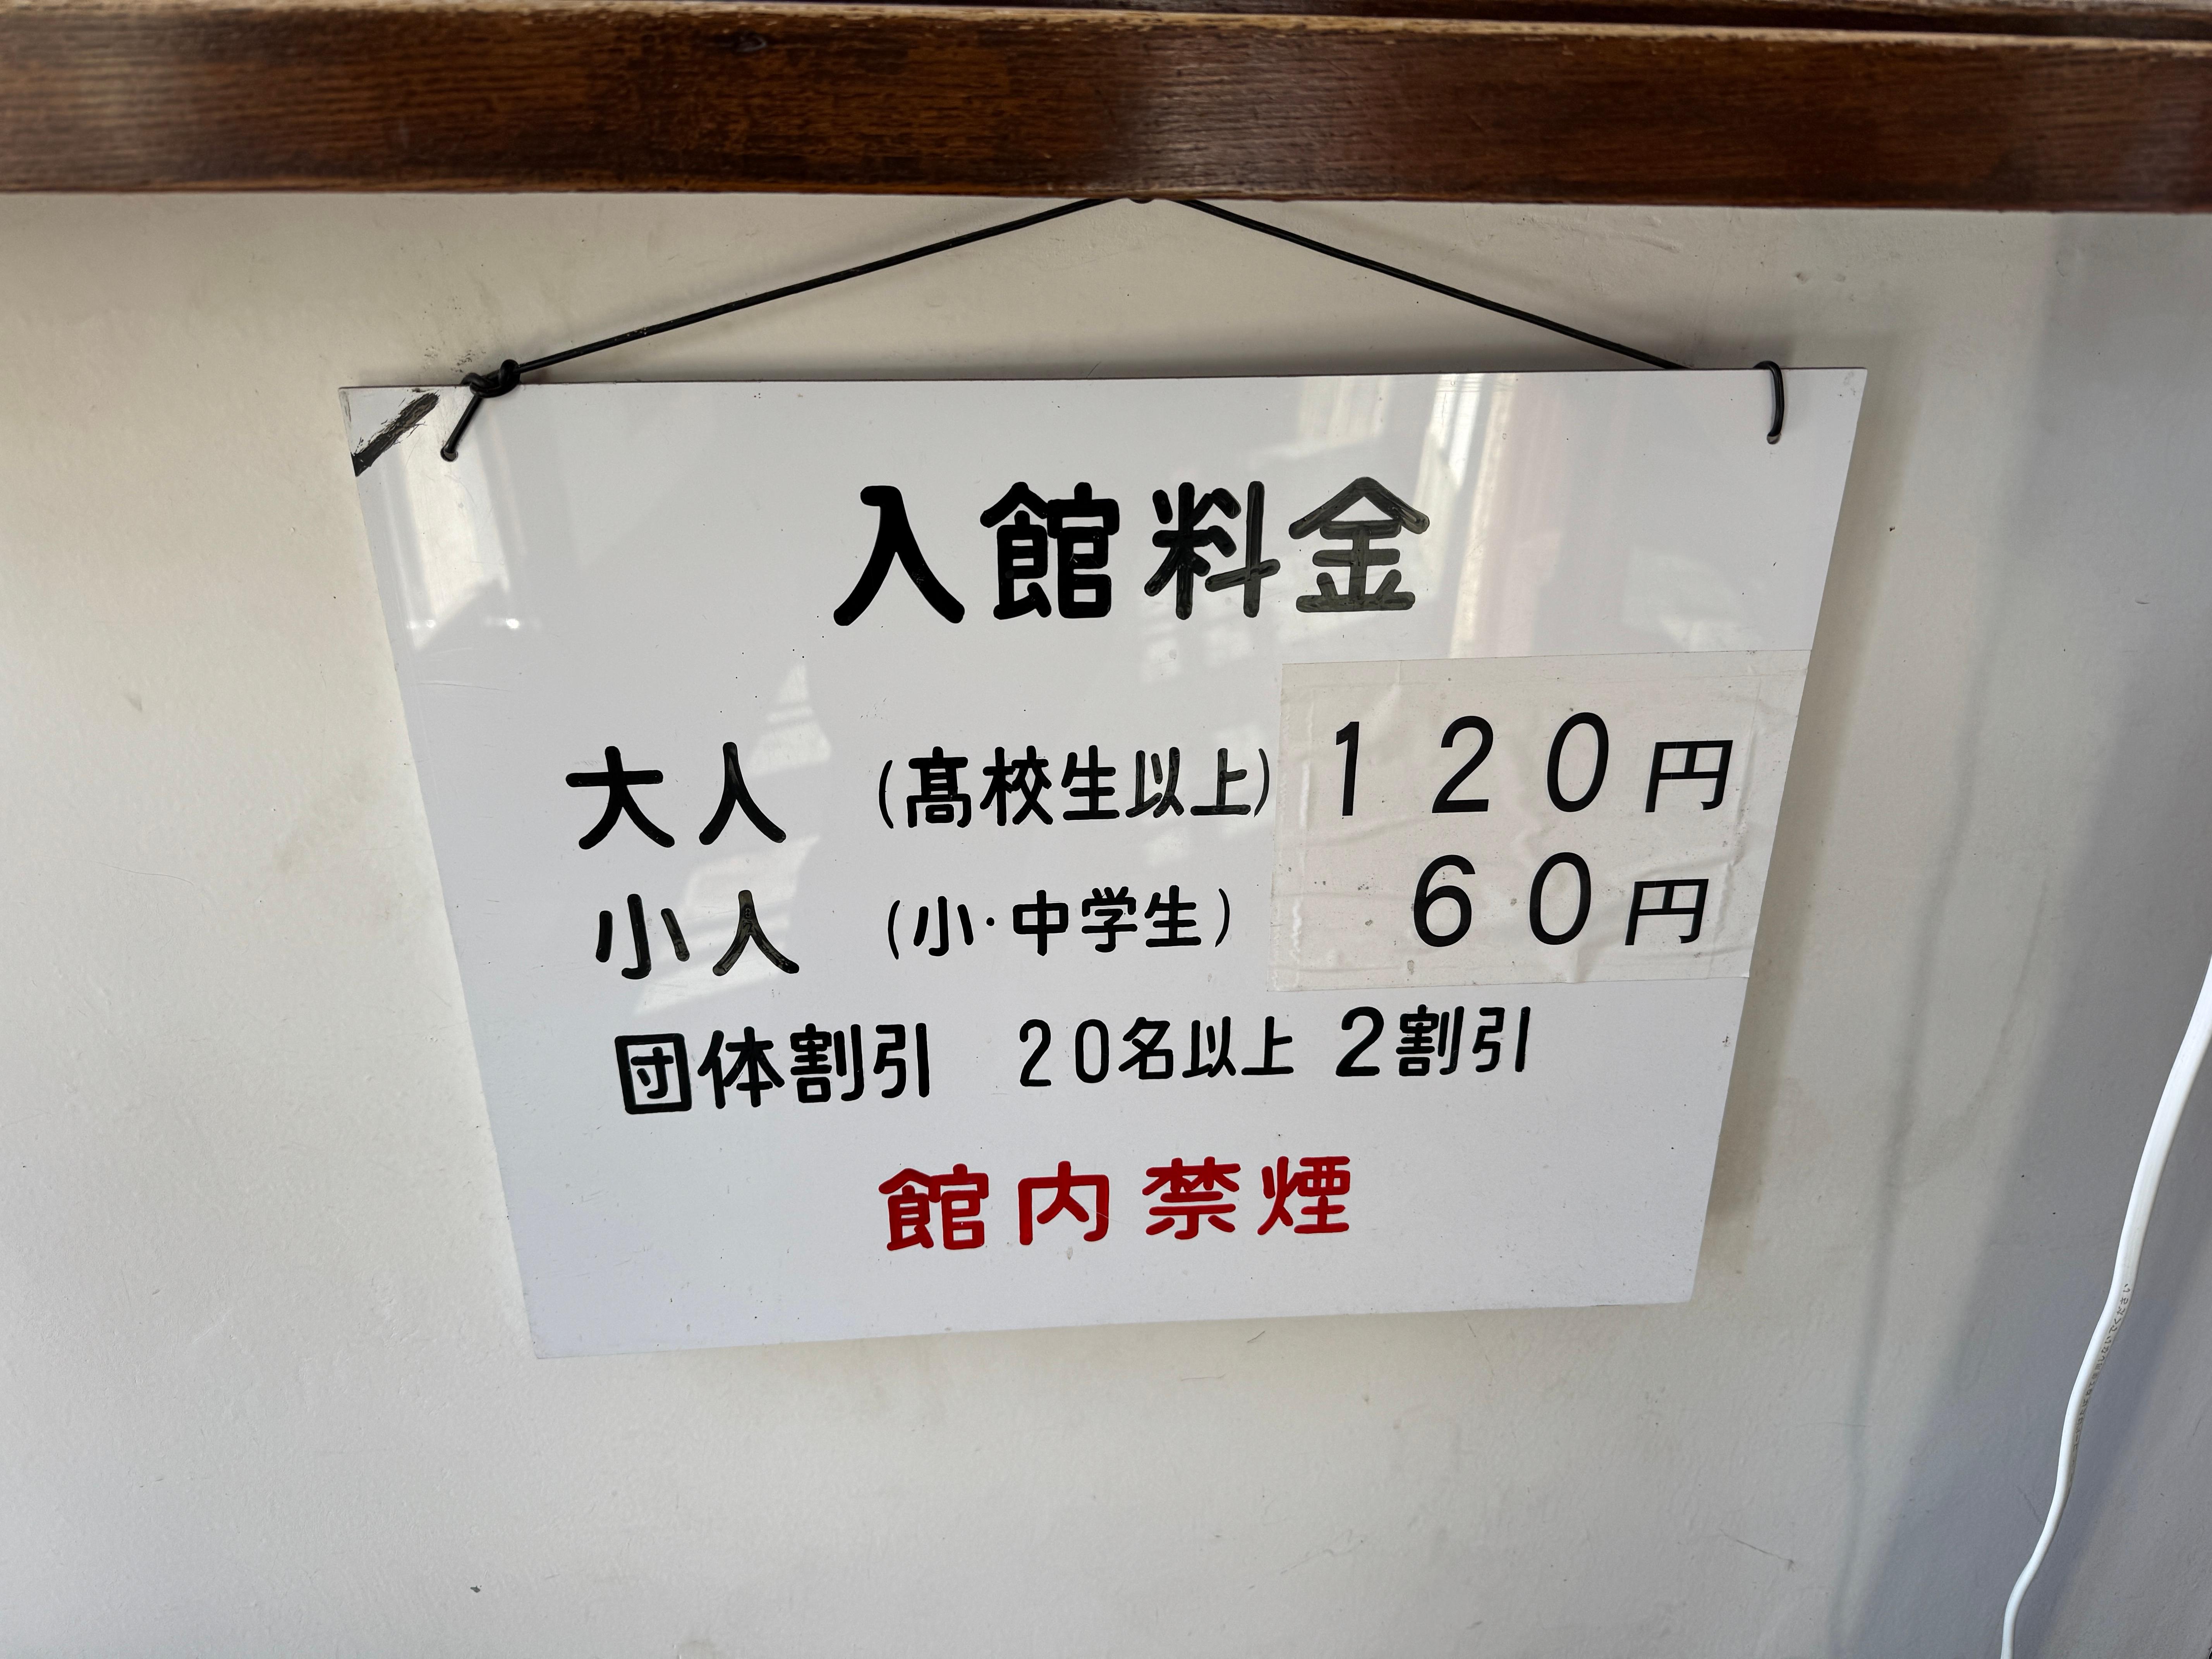 入館料金
大人 (髙校生以上) 120円
小人 (小・中学生) 60円
団体割引 20名以上 2割引
館内禁煙